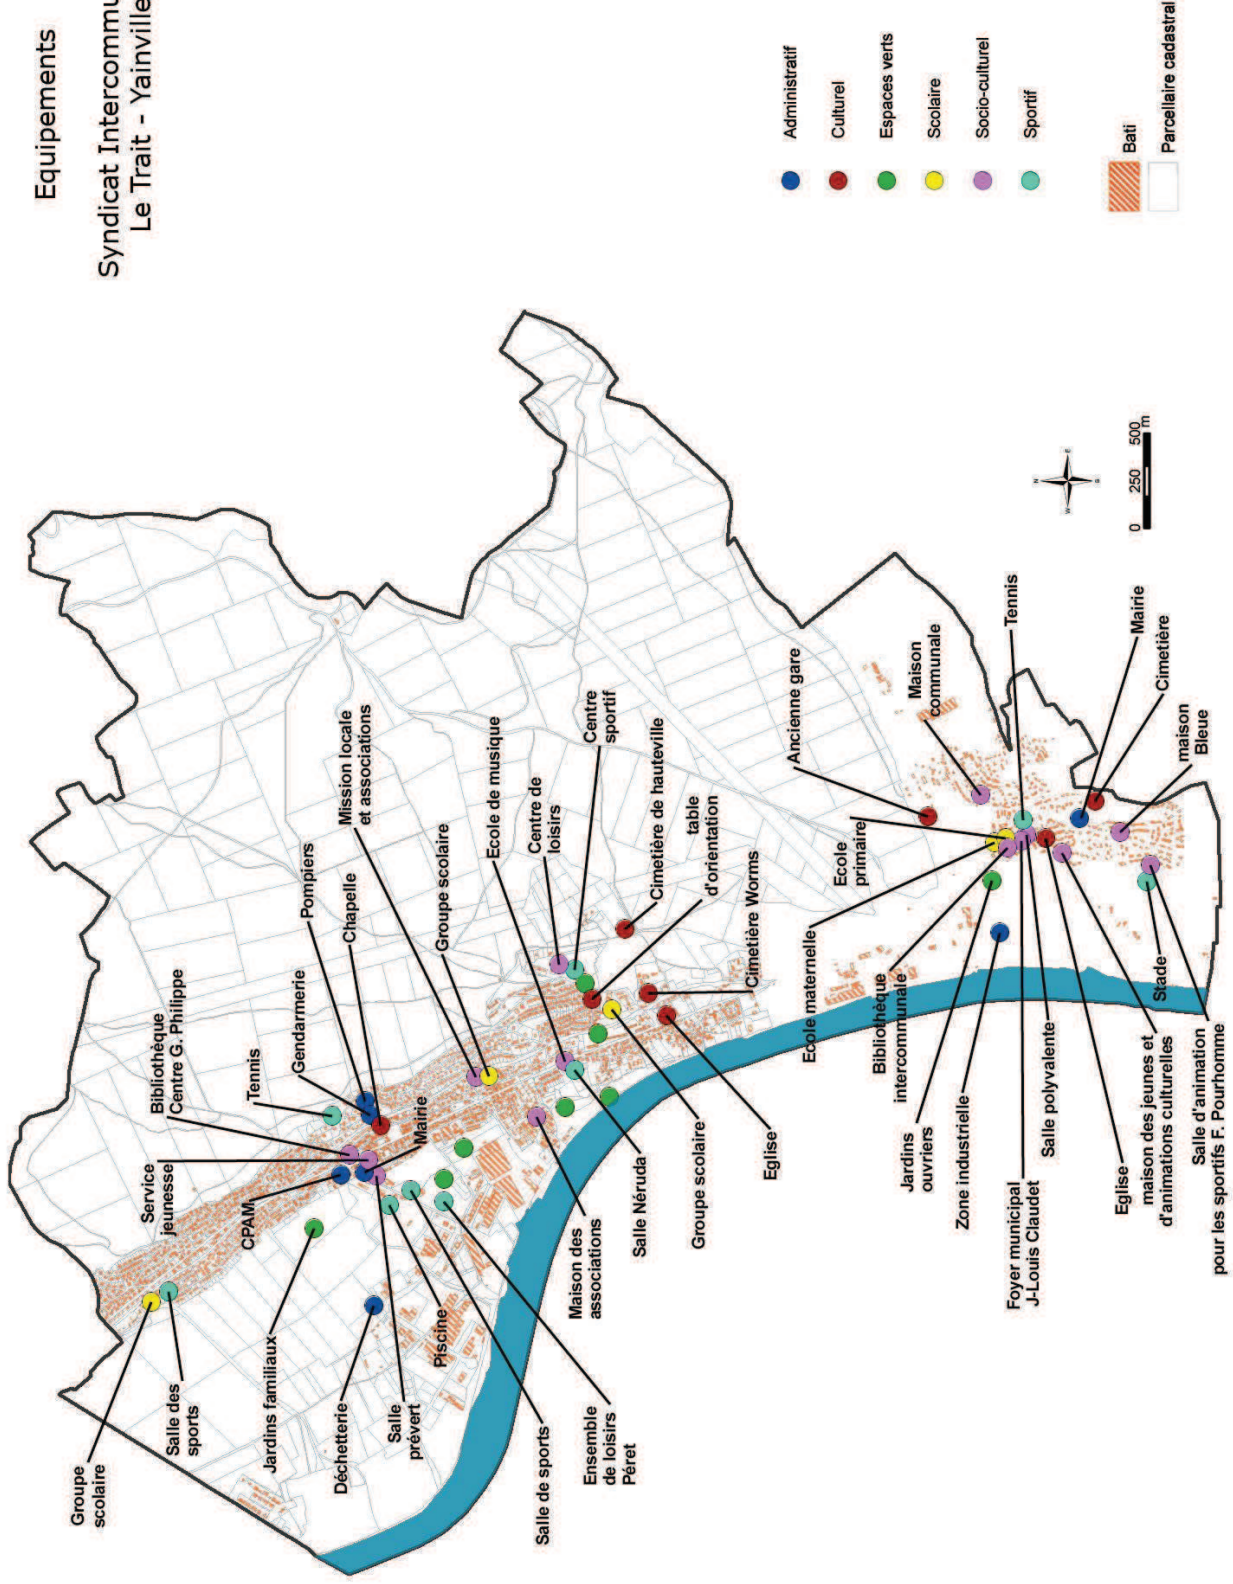 Equipements
Syndicat Intercommu
Le Trait - Yainville
Administratif
Culturel
Espaces verts
Scolaire
Socio-culturel
Sportif
Bati
Parcellaire cadastral
N
W
E
S
0 250 500
m
Groupe
scolaire
Salle des
sports
Jardins familiaux
Déchetterie
Salle
prévert
Piscine
Salle de sports
Ensemble
de loisirs
Péret
CPAM
Service
jeunesse
Bibliothèque
Centre G. Philippe
Tennis
Gendarmerie
Pompiers
Chapelle
Mairie
Mission locale
et associations
Groupe scolaire
Ecole de musique
Centre de
loisirs
Centre
sportif
Cimetière de hauteville
table
d'orientation
Cimetière Worms
Maison des
associations
Salle Néruda
Groupe scolaire
Eglise
Ancienne gare
Maison
communale
Ecole
primaire
Ecole maternelle
Bibliothèque
intercommunale
Jardins
ouvriers
Zone industrielle
Foyer municipal
J-Louis Claudet
Salle polyvalente
Eglise
maison des jeunes et
d'animations culturelles
Stade
Salle d'animation
pour les sportifs F. Pourhomme
Tennis
Mairie
Cimetière
maison
Bleue